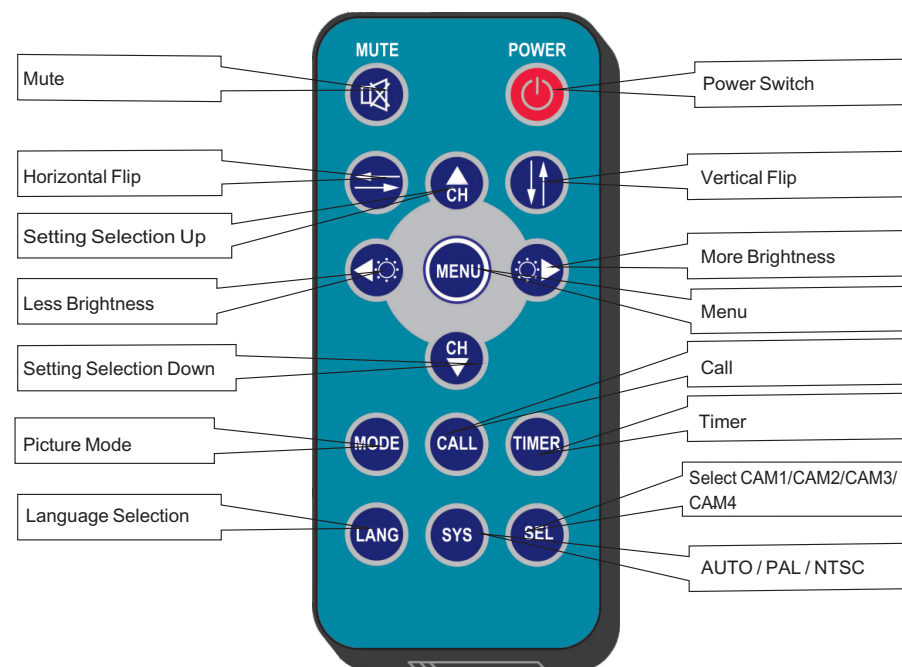 MUTE POWER
Mute
Power Switch
Horizontal Flip
CH
Vertical Flip
Setting Selection Up
MENU
More Brightness
Less Brightness
Menu
CH
Setting Selection Down
Call
Picture Mode
MODE CALL TIMER
Timer
Select CAM1/CAM2/CAM3/
CAM4
Language Selection
LANG SYS SEL
AUTO / PAL / NTSC